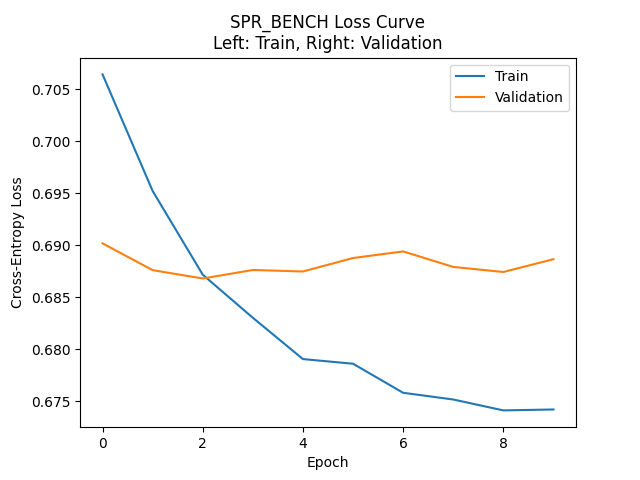 SPR_BENCH Loss Curve
Left: Train, Right: Validation
Train
Validation
0.705
0.700
0.695
0.690
0.685
0.680
0.675
Cross-Entropy Loss
0 2 4 6 8
Epoch